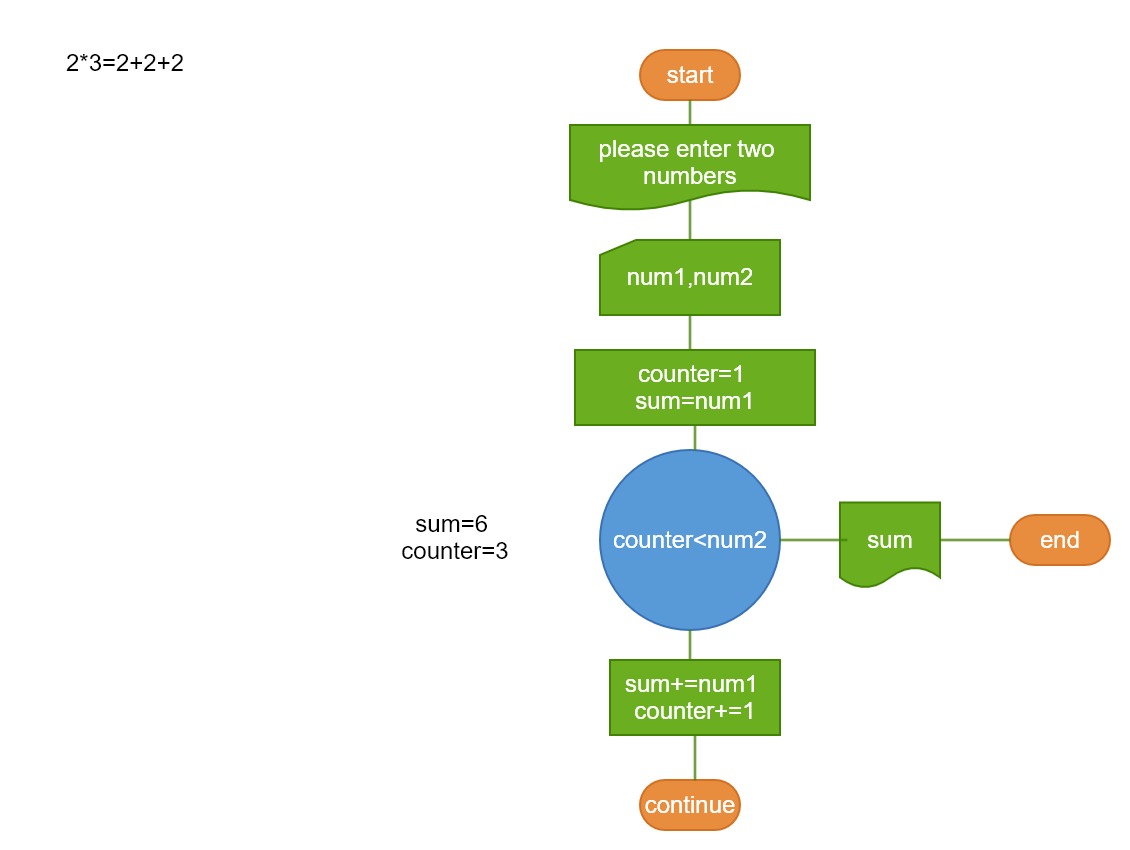 2*3=2+2+2
start
please enter two
numbers
num1,num2
counter=1
sum=num1
sum=6
counter=3
counter<num2
sum
end
sum+=num1
counter+=1
continue